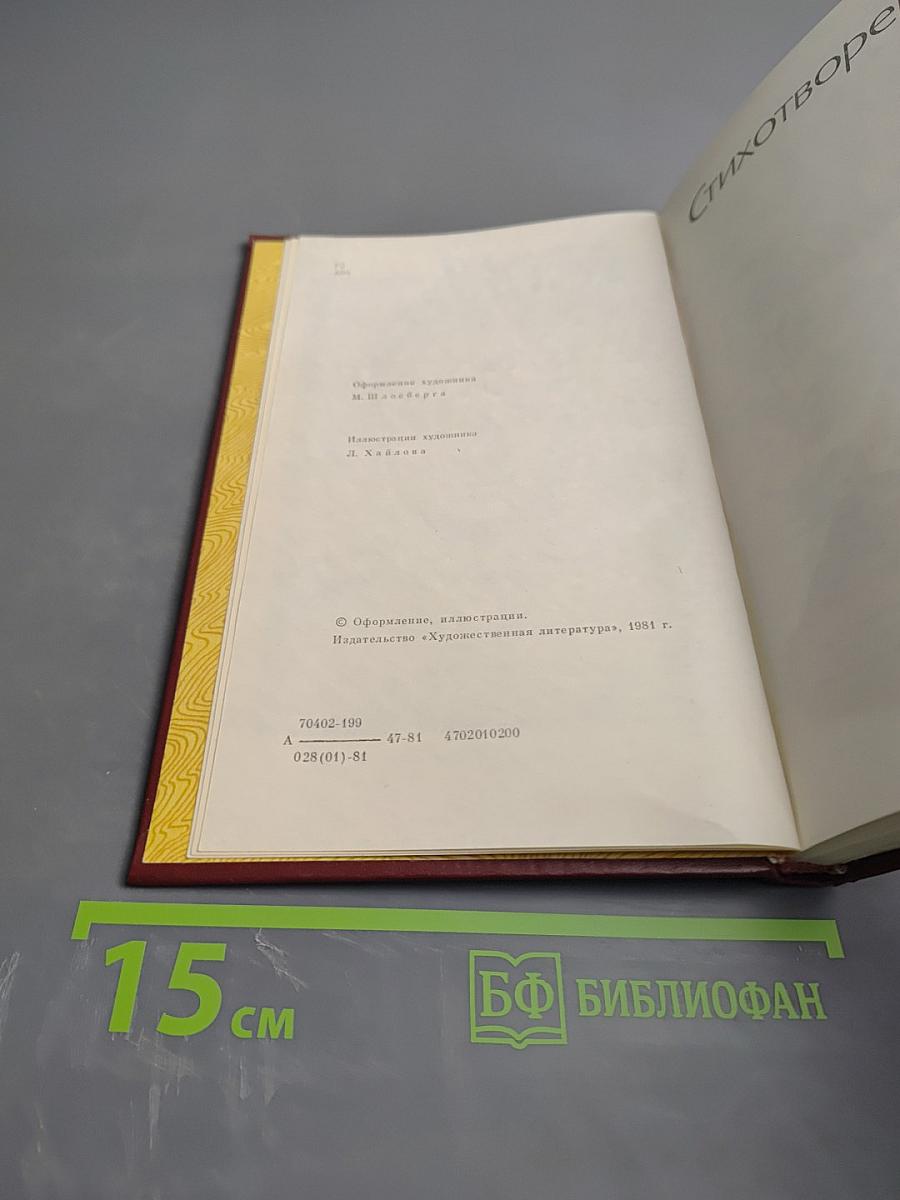 Р2
Стихотворе
Оформление художника
М. Шлосберга
Иллюстрации художника
Л. Хайлова
© Оформление, иллюстрации.
Издательство «Художественная литература», 1981 г.
70402-199
А ——— 47-81 4702010200
028(01)-81
15 см
БФ БИБЛИОФАН